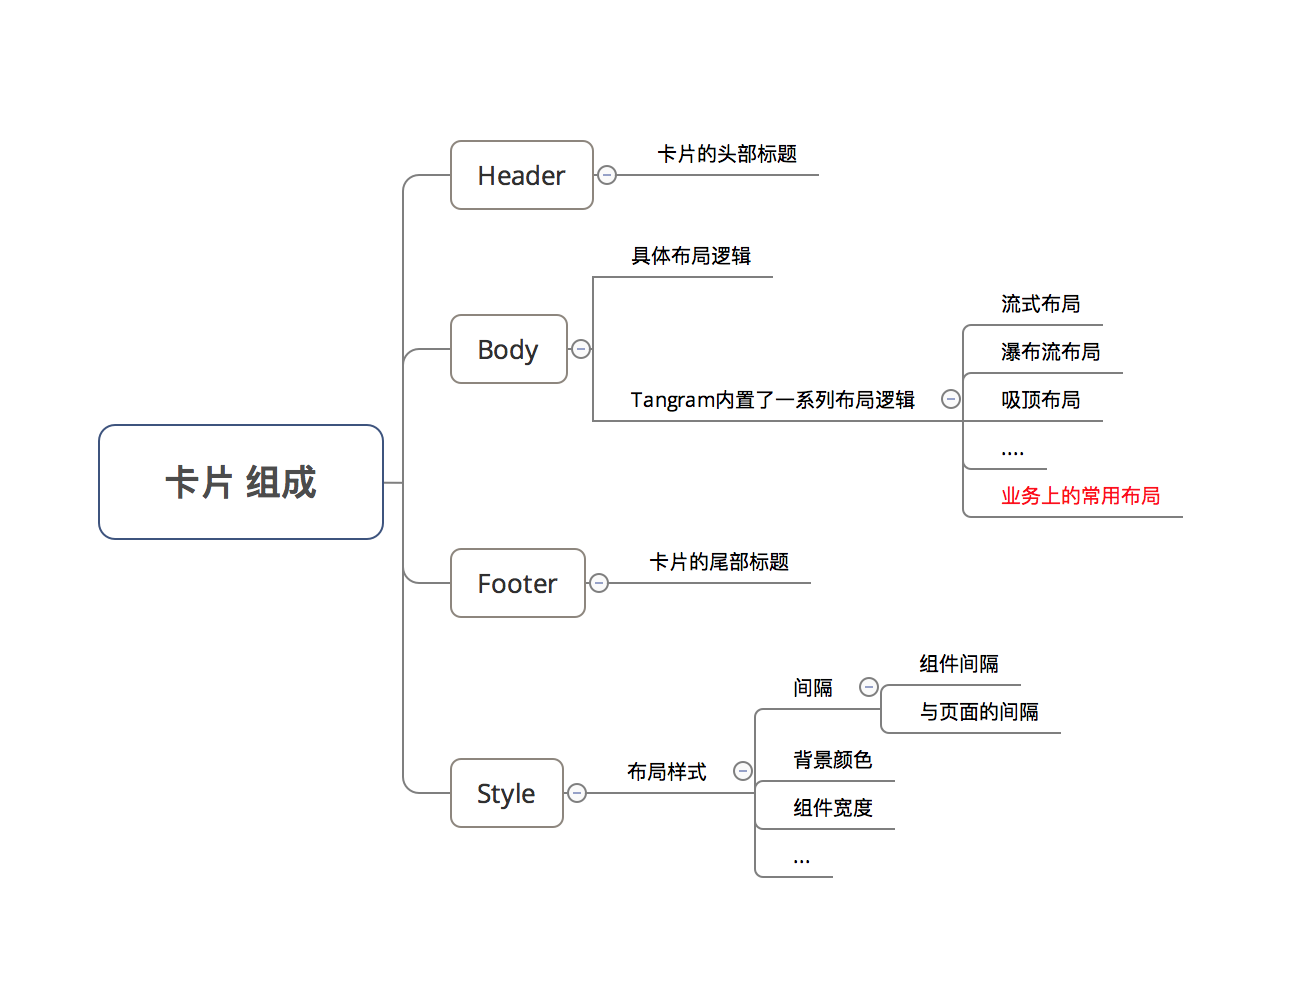 卡片 组成
Header
卡片的头部标题
Body
具体布局逻辑
Tangram内置了一系列布局逻辑
流式布局
瀑布流布局
吸顶布局
....
业务上的常用布局
Footer
卡片的尾部标题
Style
布局样式
间隔
组件间隔
与页面的间隔
背景颜色
组件宽度
...